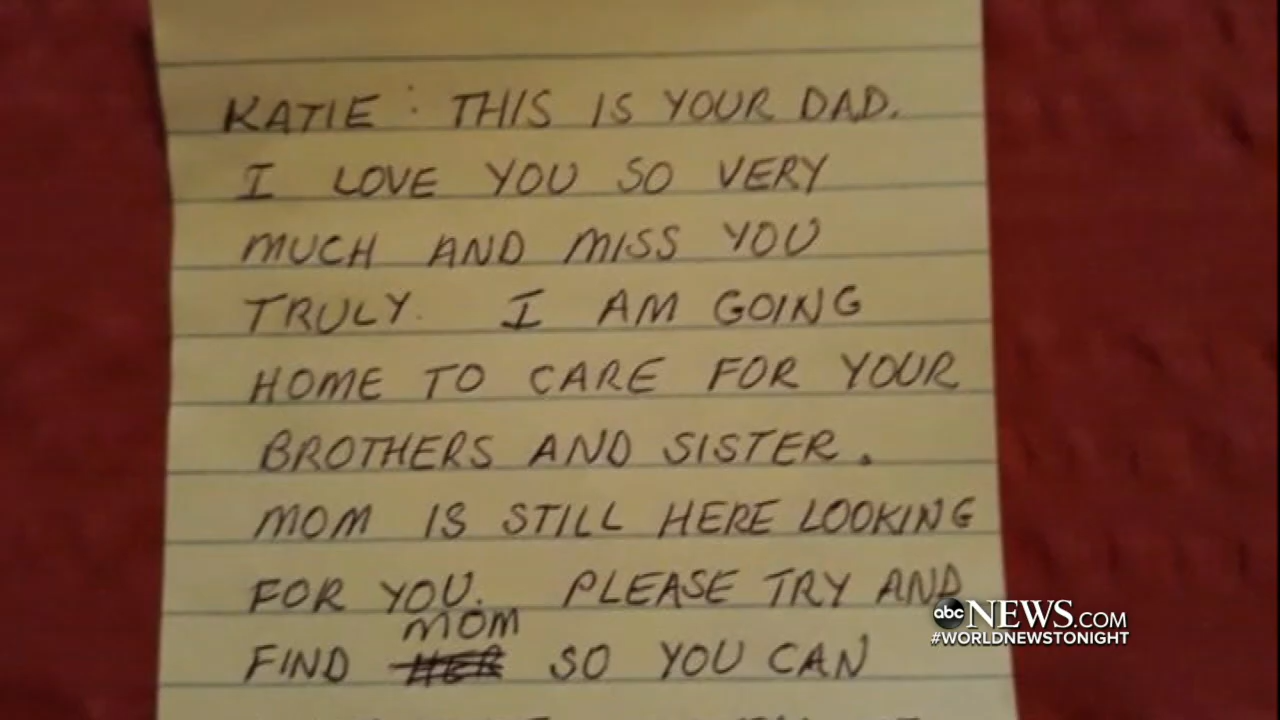 KATIE : THIS IS YOUR DAD.
I LOVE YOU SO VERY
MUCH AND MISS YOU
TRULY. I AM GOING
HOME TO CARE FOR YOUR
BROTHERS AND SISTER.
MOM IS STILL HERE LOOKING
FOR YOU. PLEASE TRY AND
MOM
FIND HER SO YOU CAN
abc NEWS.COM
#WORLDNEWSTONIGHT